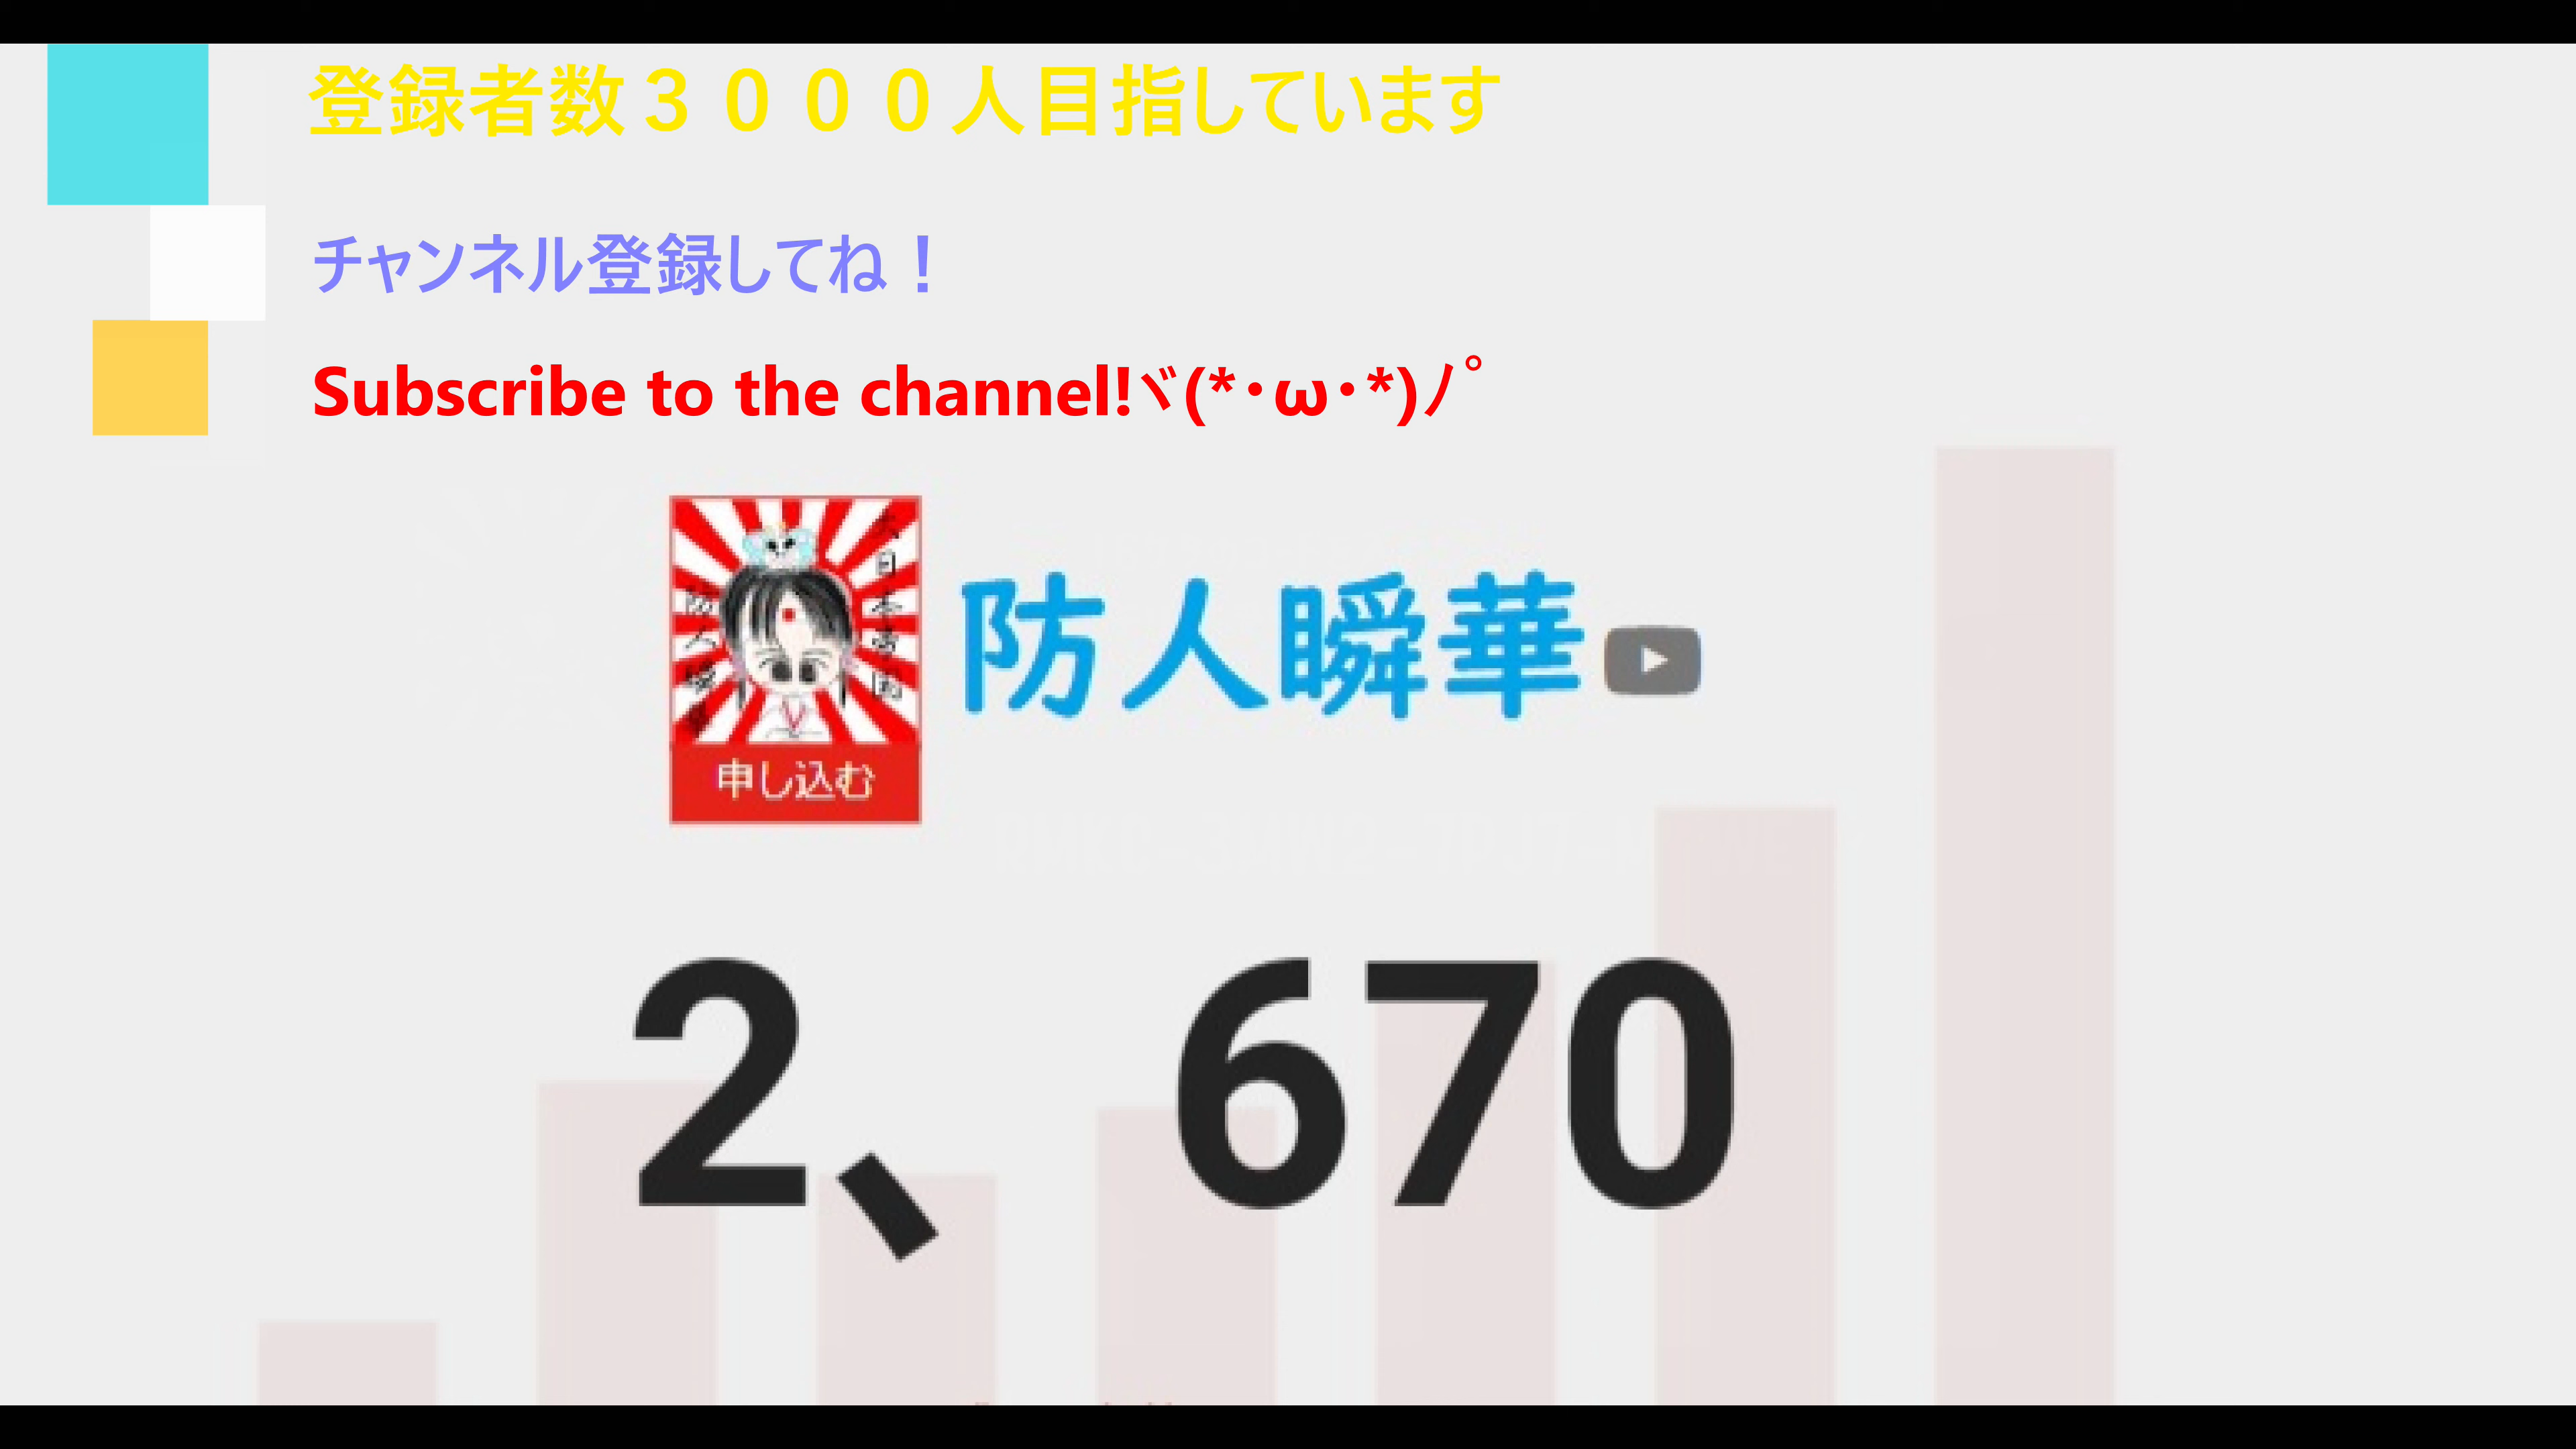 登録者数３０００人目指しています
チャンネル登録してね！
Subscribe to the channel!ヾ(*･ω･*)ﾉﾟ
防人瞬華
申し込む
2、670